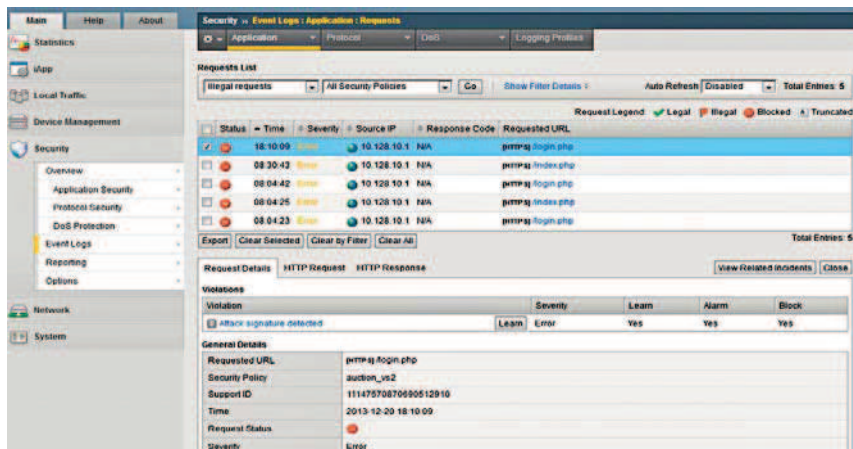 Main Help About
Security » Event Logs : Application : Requests
Application Protocol DoS Logging Profiles
Statistics
iApp
Local Traffic
Device Management
Security
Overview
Application Security
Protocol Security
DoS Protection
Event Logs
Reporting
Options
Network
System
Requests List
Illegal requests All Security Policies Go Show Filter Details Auto Refresh Disabled Total Entries: 5
Request Legend Legal Illegal Blocked Truncated
Status Time Severity Source IP Response Code Requested URL
18:10:09 Error 10.128.10.1 N/A [HTTPS] /login.php
08:30:43 Error 10.128.10.1 N/A [HTTPS] /index.php
08:04:42 Error 10.128.10.1 N/A [HTTPS] /login.php
08:04:25 Error 10.128.10.1 N/A [HTTPS] /index.php
08:04:23 Error 10.128.10.1 N/A [HTTPS] /login.php
Export Clear Selected Clear by Filter Clear All Total Entries: 5
Request Details HTTP Request HTTP Response View Related Incidents Close
Violations
Violation Severity Learn Alarm Block
Attack signature detected Learn Error Yes Yes Yes
General Details
Requested URL [HTTPS] /login.php
Security Policy auction_vs2
Support ID 11147570870690512910
Time 2013-12-20 18:10:09
Request Status
Severity Error